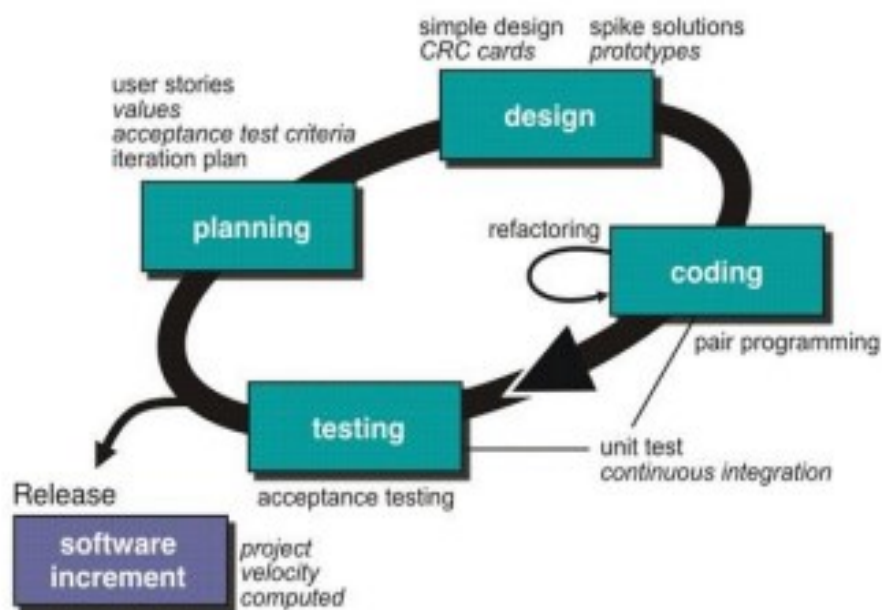 simple design
CRC cards
spike solutions
prototypes
user stories
values
acceptance test criteria
iteration plan
design
planning
refactoring
coding
pair programming
testing
unit test
continuous integration
acceptance testing
Release
software
increment
project
velocity
computed